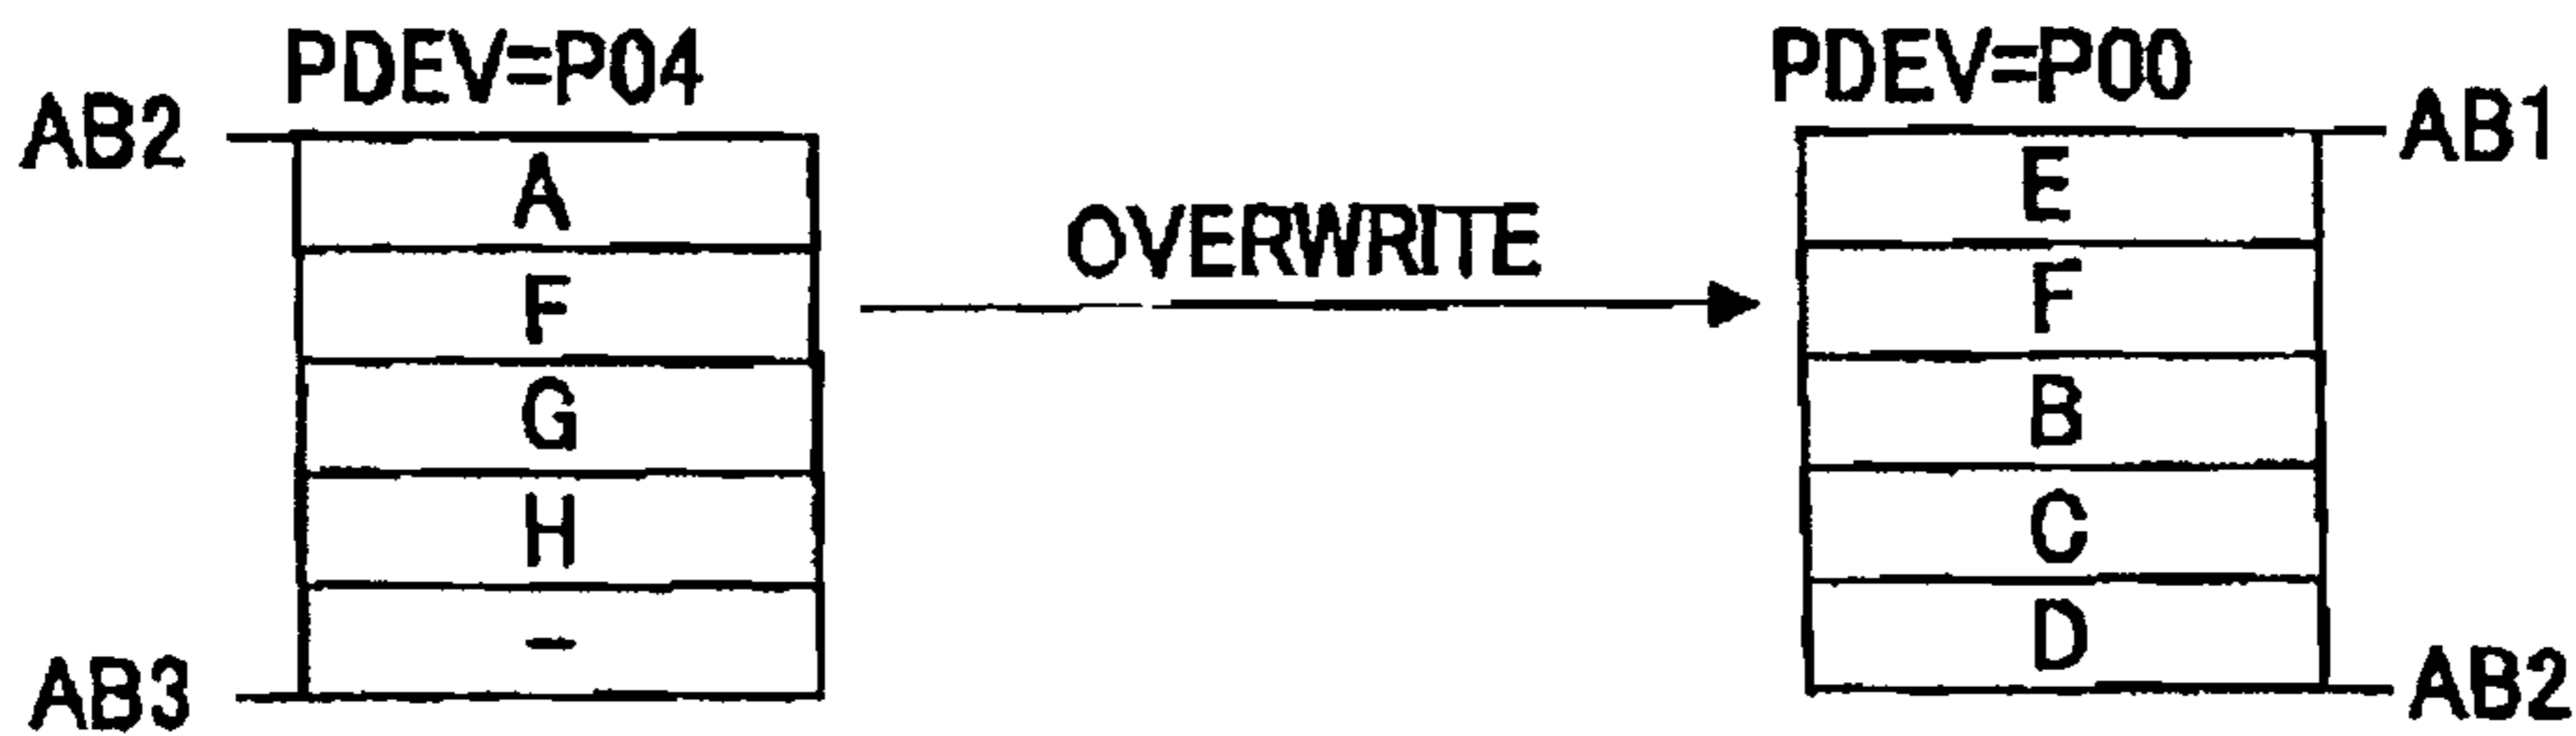 PDEV=P04
AB2
A
F
G
H
-
AB3
OVERWRITE
PDEV=P00
AB1
E
F
B
C
D
AB2